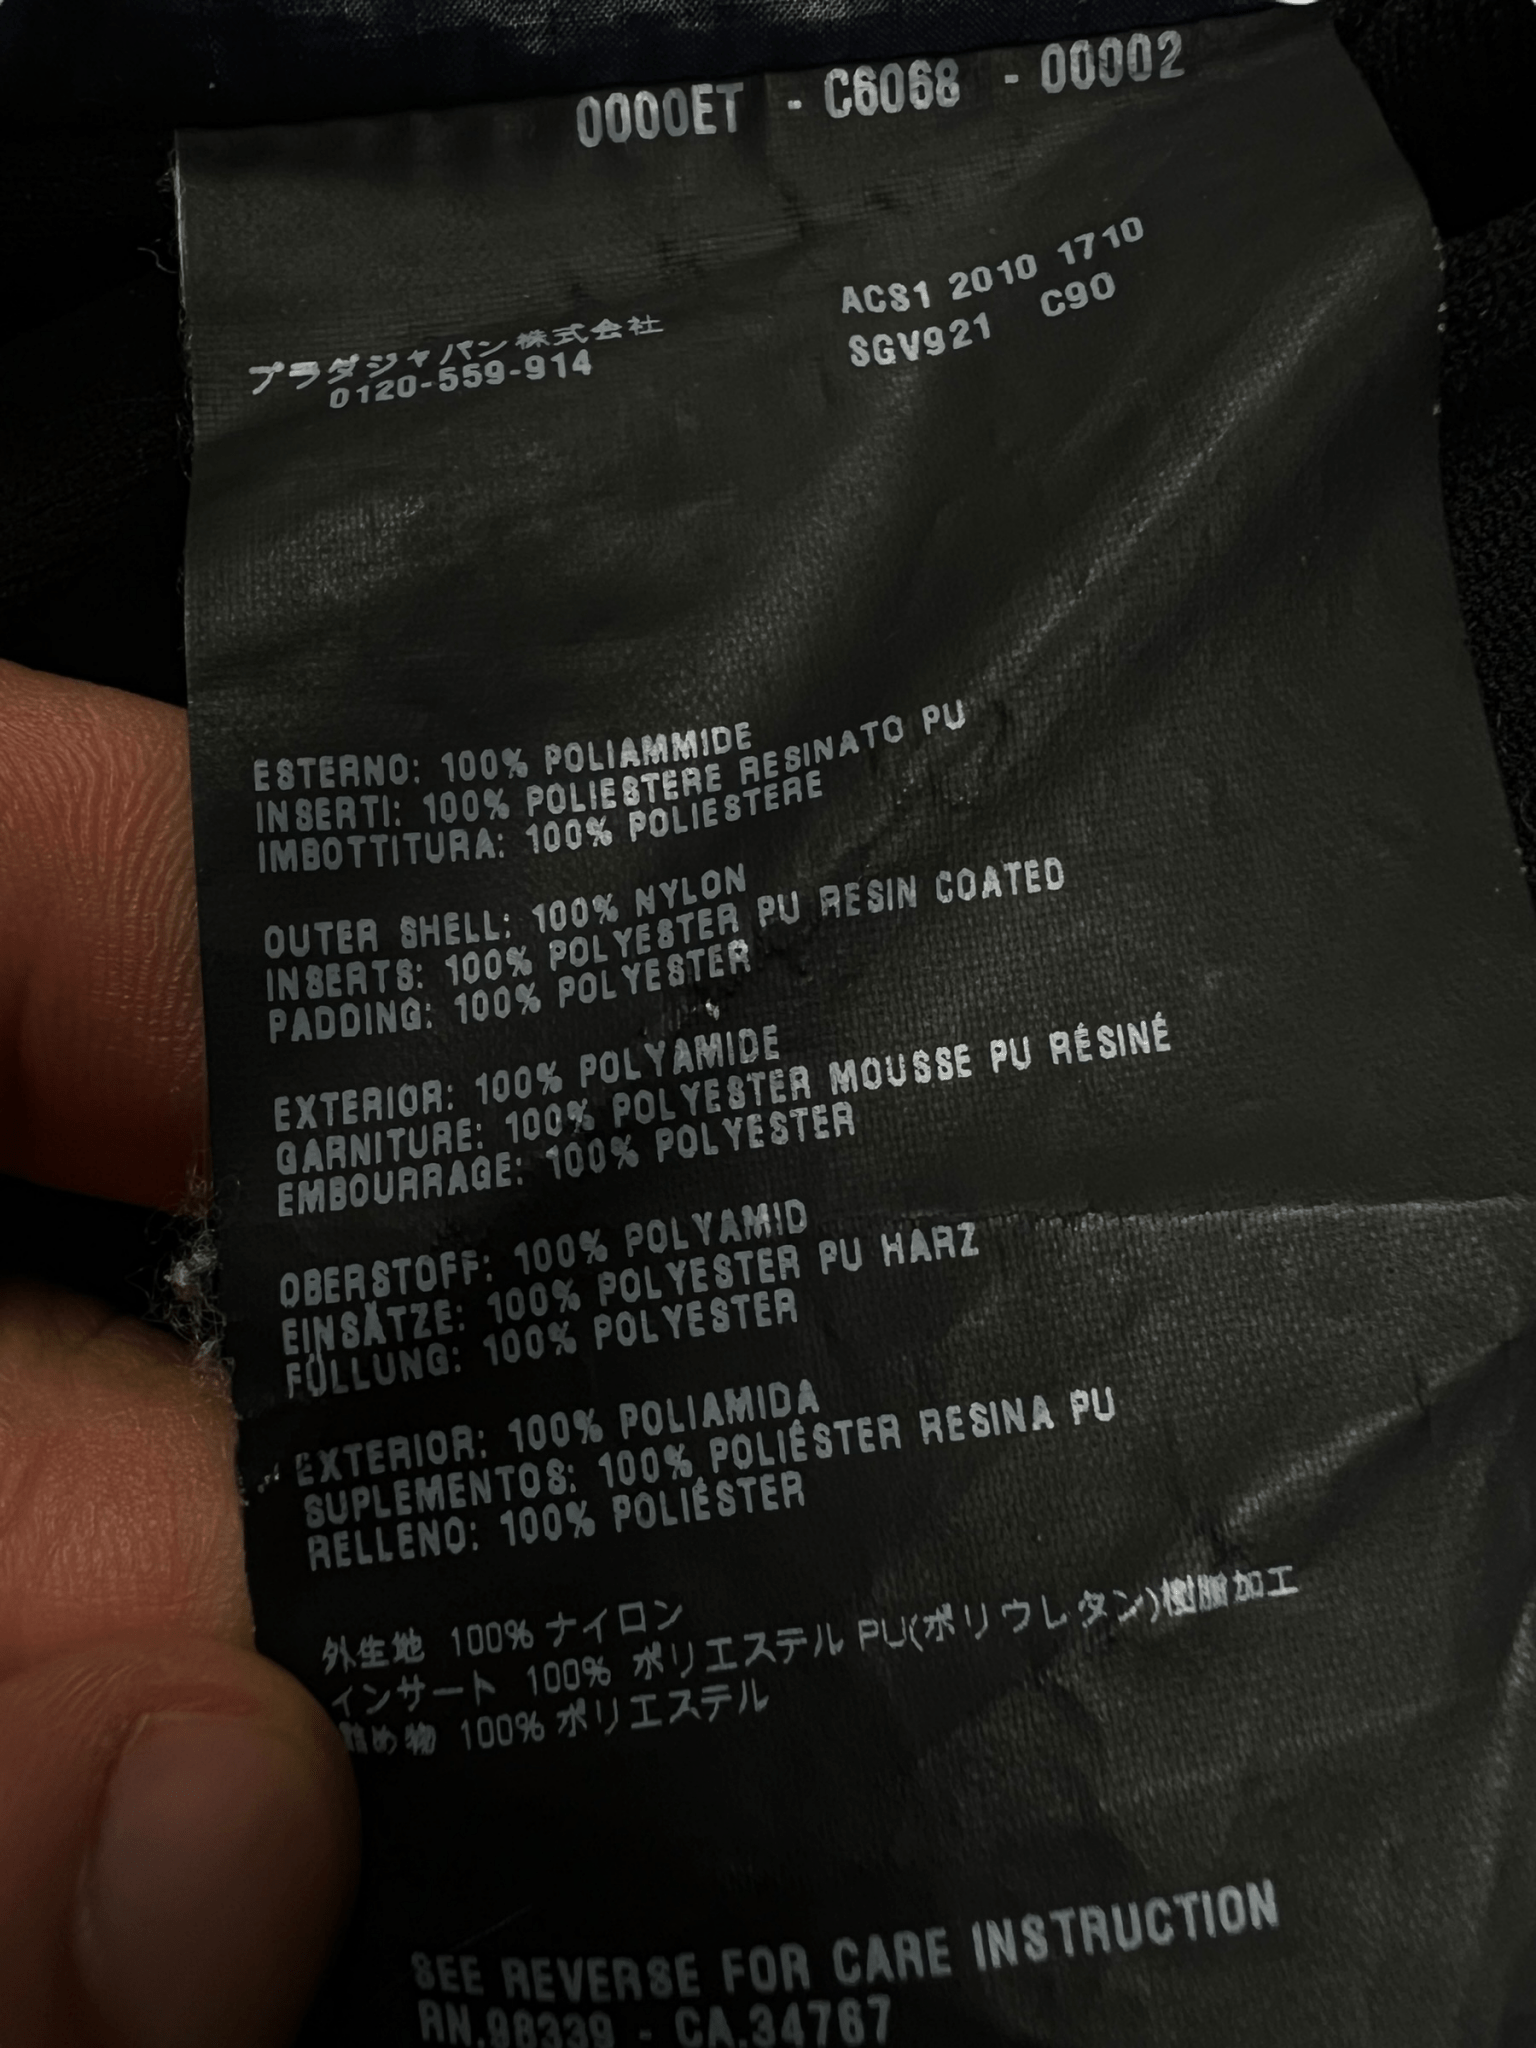 0000ET - C6068 - 00002
ACS1 2010 1710
SGV921 C90
プラダジャパン株式会社
0120-559-914
ESTERNO: 100% POLIAMMIDE
INSERTI: 100% POLIESTERE RESINATO PU
IMBOTTITURA: 100% POLIESTERE
OUTER SHELL: 100% NYLON
INSERTS: 100% POLYESTER PU RESIN COATED
PADDING: 100% POLYESTER
EXTERIOR: 100% POLYAMIDE
GARNITURE: 100% POLYESTER MOUSSE PU RÉSINÉ
EMBOURRAGE: 100% POLYESTER
OBERSTOFF: 100% POLYAMID
EINSÄTZE: 100% POLYESTER PU HARZ
FÜLLUNG: 100% POLYESTER
EXTERIOR: 100% POLIAMIDA
SUPLEMENTOS: 100% POLIÉSTER RESINA PU
RELLENO: 100% POLIÉSTER
外生地 100% ナイロン
インサート 100% ポリエステル PU(ポリウレタン)樹脂加工
詰め物 100% ポリエステル
SEE REVERSE FOR CARE INSTRUCTION
RN.98339 - CA.34767